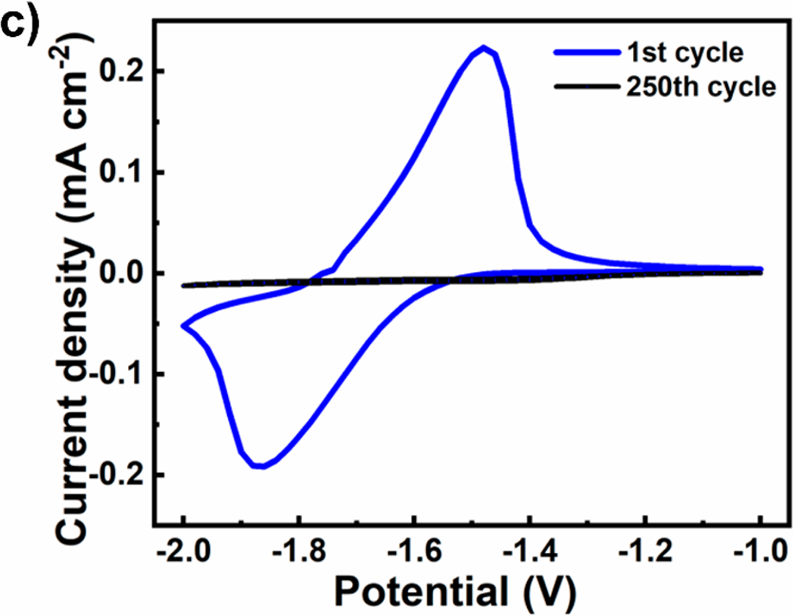 c)
1st cycle
250th cycle
Current density (mA cm-2)
0.2
0.1
0.0
-0.1
-0.2
-2.0 -1.8 -1.6 -1.4 -1.2 -1.0
Potential (V)